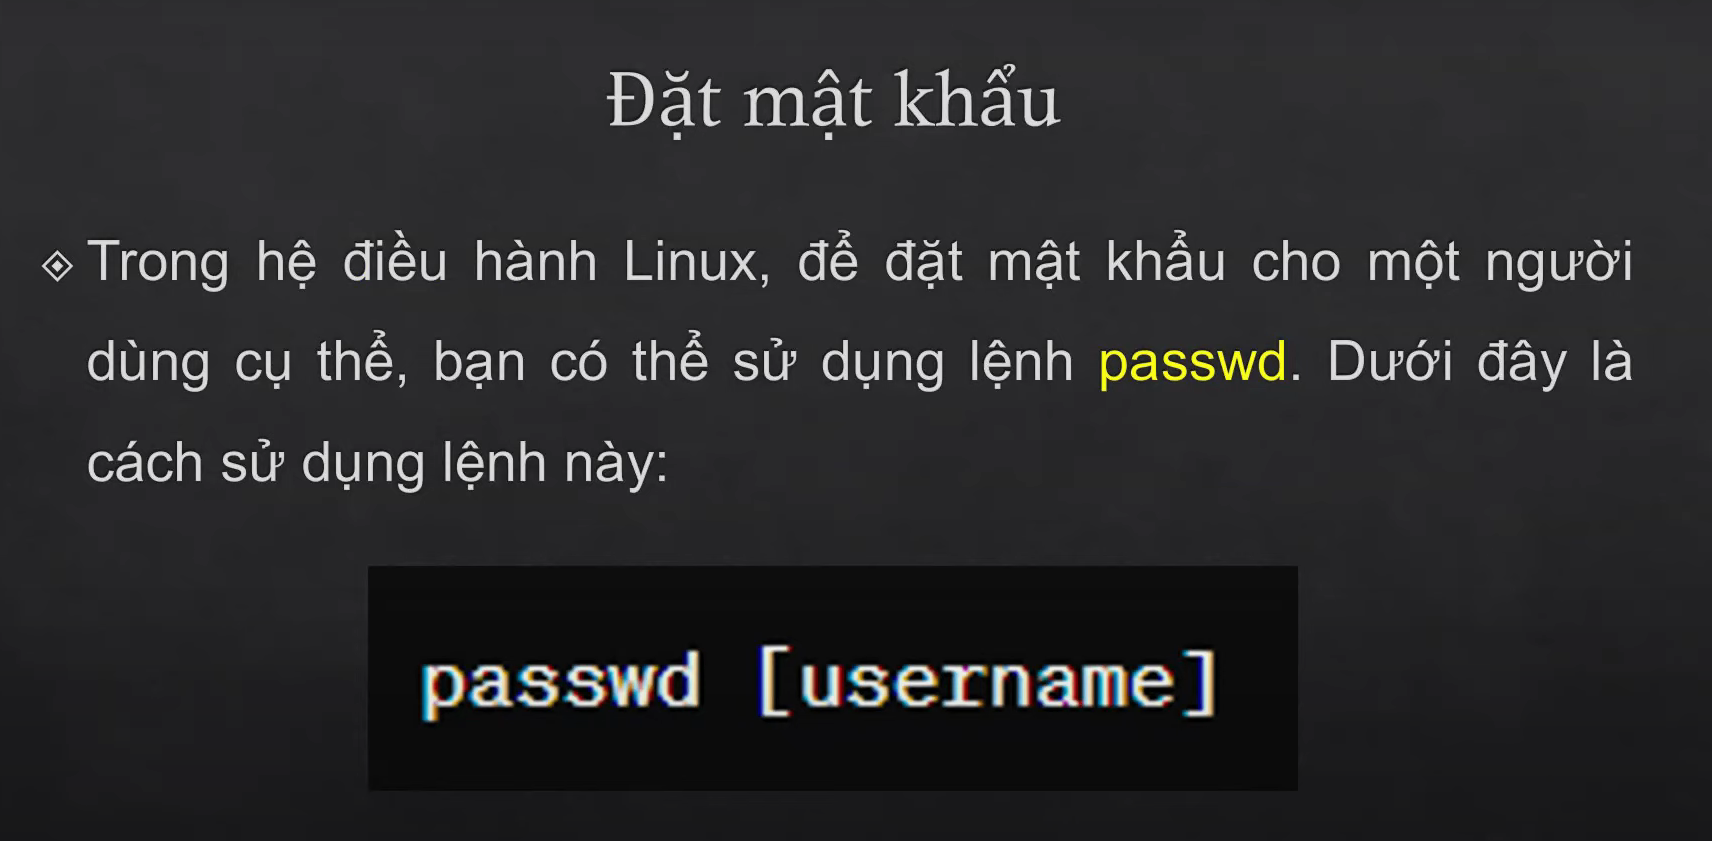 Đặt mật khẩu
Trong hệ điều hành Linux, để đặt mật khẩu cho một người
dùng cụ thể, bạn có thể sử dụng lệnh passwd. Dưới đây là
cách sử dụng lệnh này:
passwd [username]